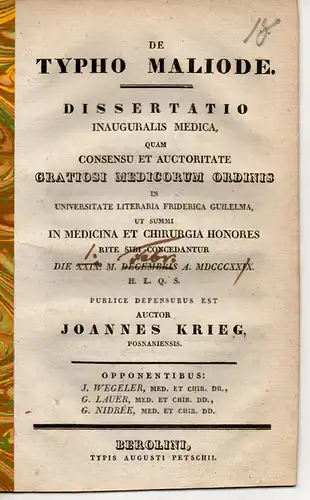 18.
DE
TYPHO MALIODE.
DISSERTATIO
INAUGURALIS MEDICA,
QUAM
CONSENSU ET AUCTORITATE
GRATIOSI MEDICORUM ORDINIS
IN
UNIVERSITATE LITERARIA FRIDERICA GUILELMA,
UT SUMMI
IN MEDICINA ET CHIRURGIA HONORES
RITE SIBI CONCEDANTUR
Febr.
DIE XXIX. M. DECEMBRIS A. MDCCCXXIX.
H. L. Q. S.
PUBLICE DEFENSURUS EST
AUCTOR
JOANNES KRIEG,
POSNANIENSIS.
OPPONENTIBUS:
J. WEGELER, MED. ET CHIR. DR.,
G. LAUER, MED. ET CHIR. DD.,
G. NIDRÉE, MED. ET CHIR. DD.
BEROLINI,
TYPIS AUGUSTI PETSCHII.